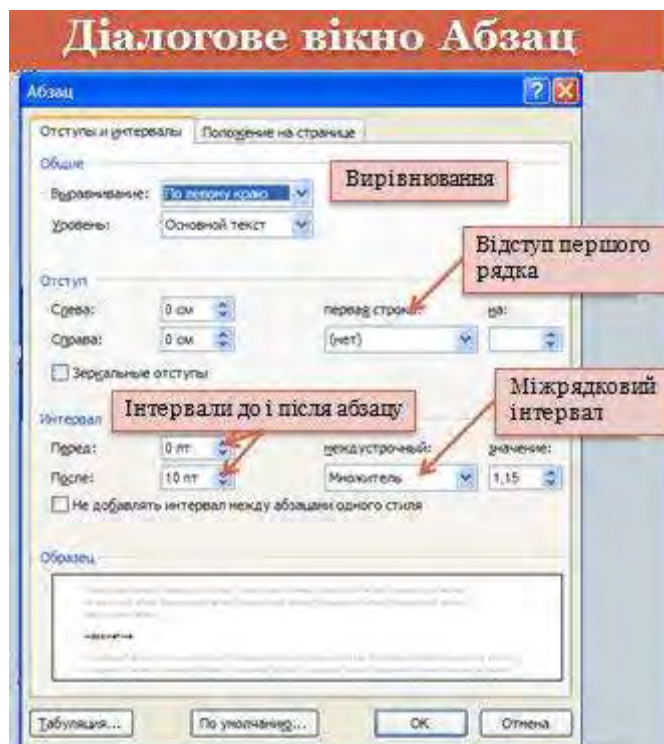 Діалогове вікно Абзац
Абзац
Отступы и интервалы Положение на странице
Общие
Выравнивание: По левому краю
Вирівнювання
Уровень: Основной текст
Відступ першого
рядка
Отступ
Слева: 0 см первая строка: на:
Справа: 0 см (нет)
Зеркальные отступы
Міжрядковий
інтервал
Інтервали до і після абзацу
Интервал
Перед: 0 пт междустрочный: значение:
После: 10 пт Множитель 1,15
Не добавлять интервал между абзацами одного стиля
Образец
Табуляция... По умолчанию... ОК Отмена